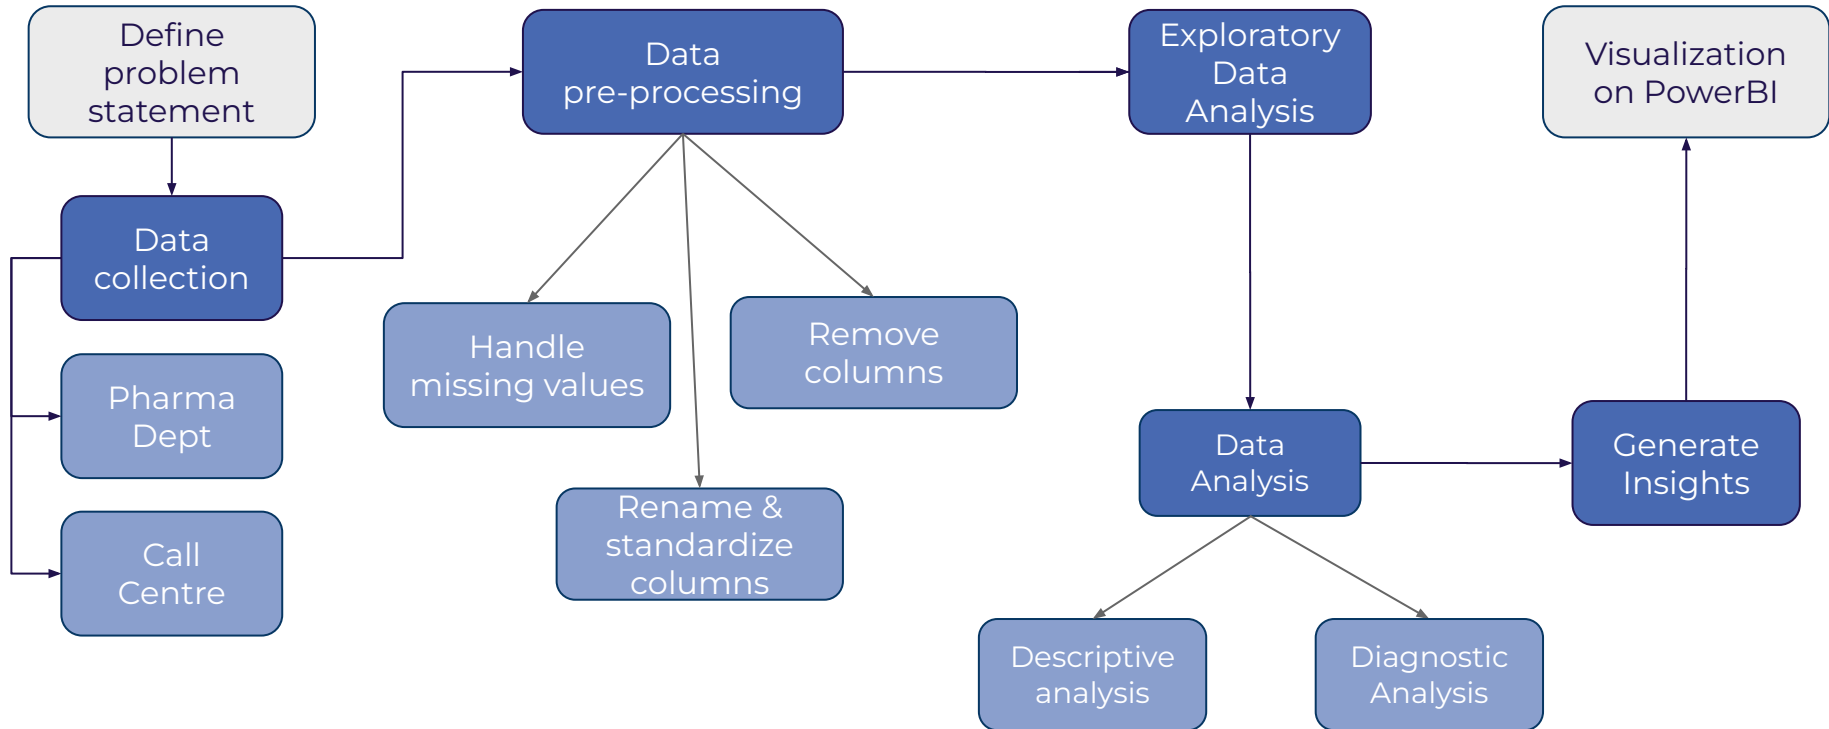 Define
problem
statement
Data
collection
Pharma
Dept
Call
Centre
Data
pre-processing
Handle
missing values
Rename &
standardize
columns
Remove
columns
Exploratory
Data
Analysis
Data
Analysis
Descriptive
analysis
Diagnostic
Analysis
Generate
Insights
Visualization
on PowerBI